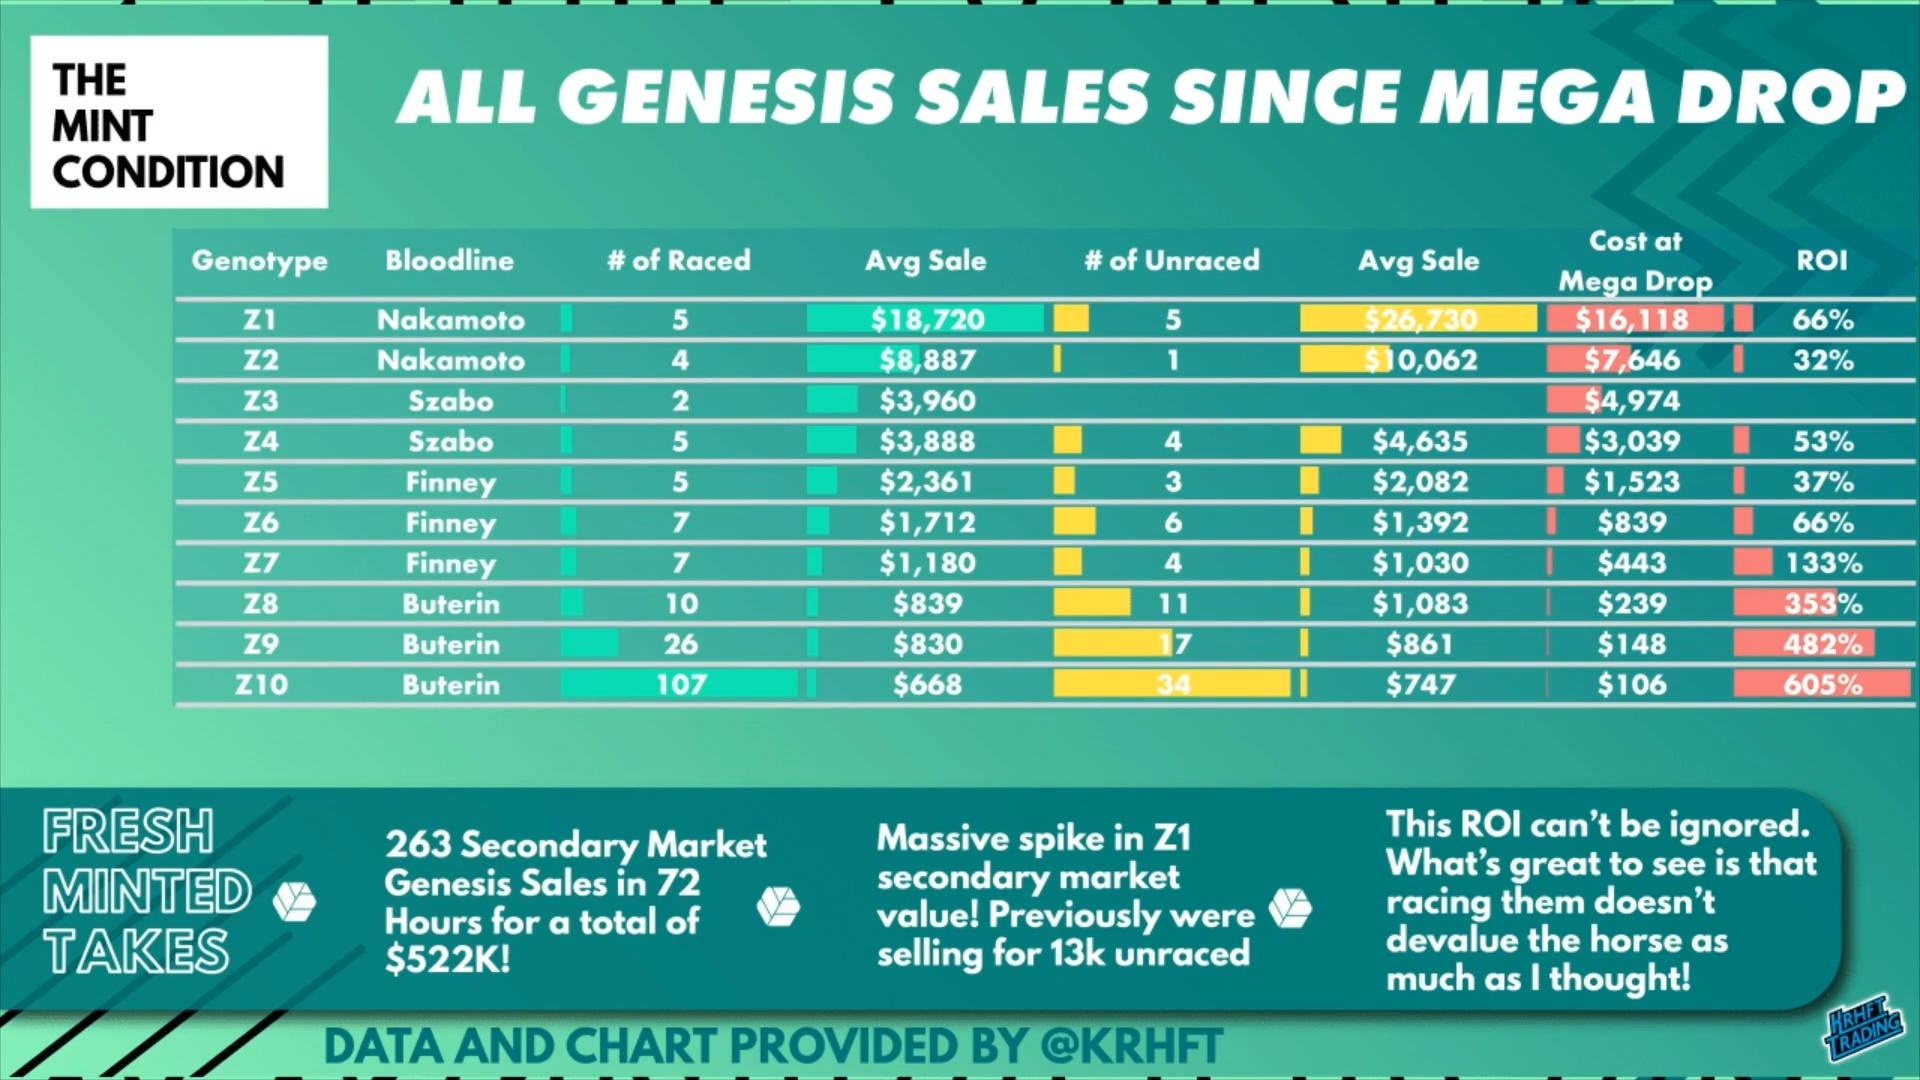 THE
MINT
CONDITION
ALL GENESIS SALES SINCE MEGA DROP
Genotype Bloodline # of Raced Avg Sale # of Unraced Avg Sale Cost at Mega Drop ROI
Z1 Nakamoto 5 $18,720 5 $26,730 $16,118 66%
Z2 Nakamoto 4 $8,887 1 $10,062 $7,646 32%
Z3 Szabo 2 $3,960 $4,974
Z4 Szabo 5 $3,888 4 $4,635 $3,039 53%
Z5 Finney 5 $2,361 3 $2,082 $1,523 37%
Z6 Finney 7 $1,712 6 $1,392 $839 66%
Z7 Finney 7 $1,180 4 $1,030 $443 133%
Z8 Buterin 10 $839 11 $1,083 $239 353%
Z9 Buterin 26 $830 17 $861 $148 482%
Z10 Buterin 107 $668 34 $747 $106 605%
FRESH
MINTED
TAKES
263 Secondary Market
Genesis Sales in 72
Hours for a total of
$522K!
Massive spike in Z1
secondary market
value! Previously were
selling for 13k unraced
This ROI can't be ignored.
What's great to see is that
racing them doesn't
devalue the horse as
much as I thought!
DATA AND CHART PROVIDED BY @KRHFT
KRHFT
TRADING